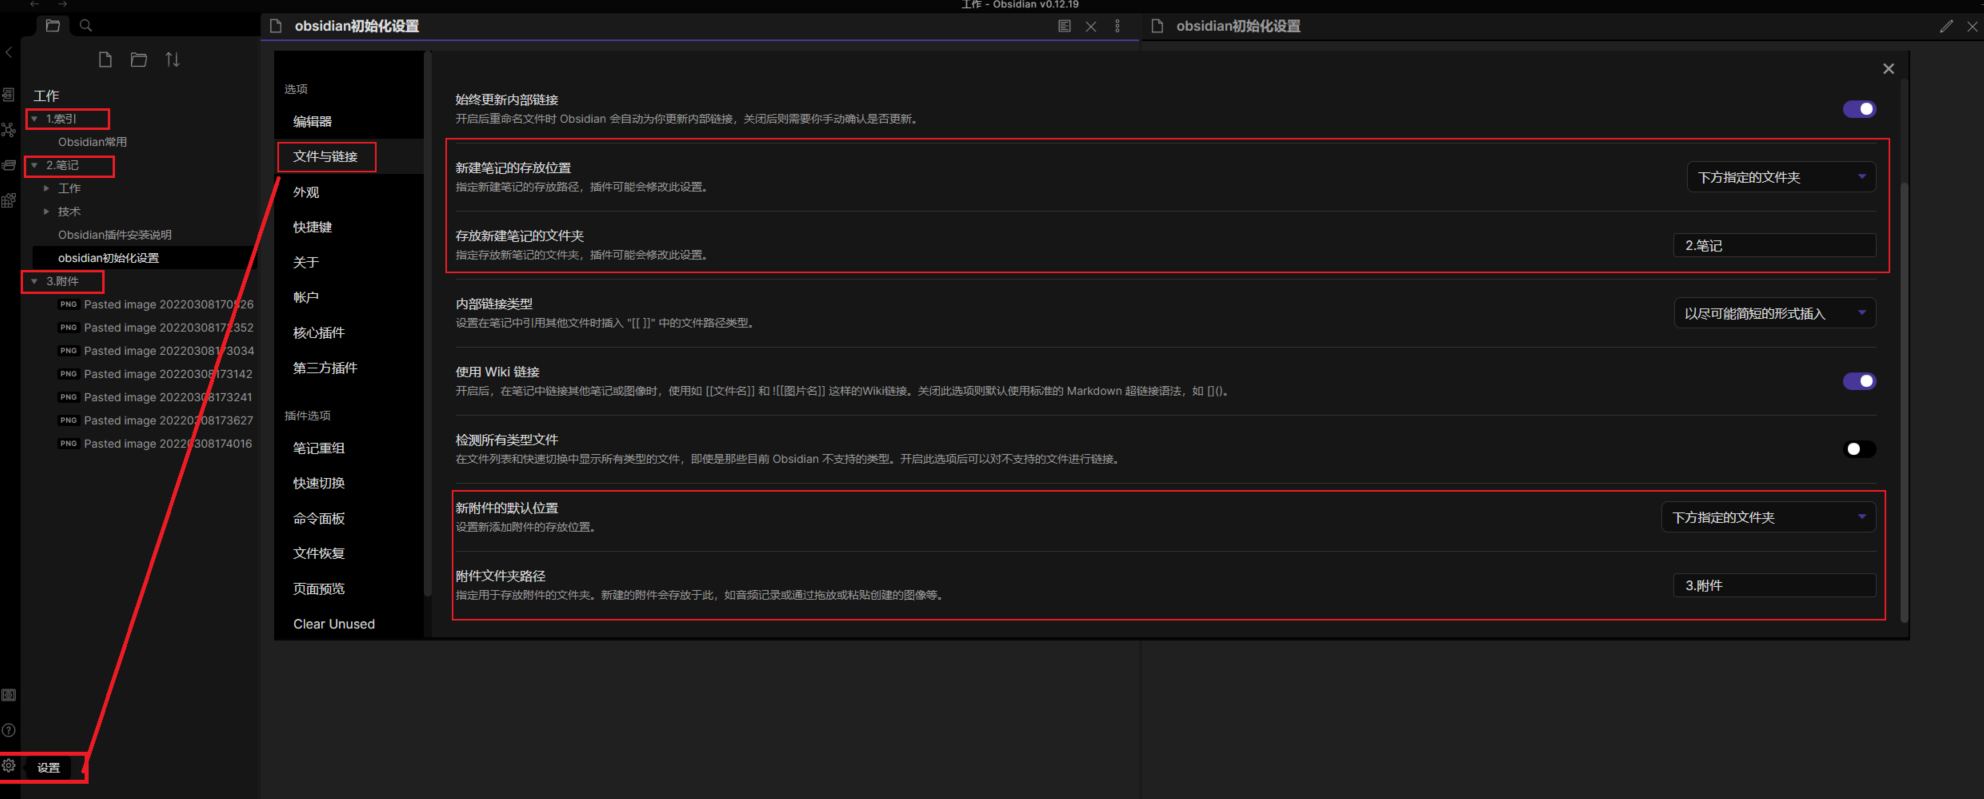 工作 - Obsidian v0.12.19
obsidian初始化设置
obsidian初始化设置
工作
1.索引
Obsidian常用
2.笔记
工作
技术
Obsidian插件安装说明
obsidian初始化设置
3.附件
PNG Pasted image 20220308170526
PNG Pasted image 20220308172352
PNG Pasted image 20220308173034
PNG Pasted image 20220308173142
PNG Pasted image 20220308173241
PNG Pasted image 20220308173627
PNG Pasted image 20220308174016
设置
选项
编辑器
文件与链接
外观
快捷键
关于
帐户
核心插件
第三方插件
插件选项
笔记重组
快速切换
命令面板
文件恢复
页面预览
Clear Unused
始终更新内部链接
开启后重命名文件时 Obsidian 会自动为你更新内部链接，关闭后则需要你手动确认是否更新。
新建笔记的存放位置
指定新建笔记的存放路径，插件可能会修改此设置。
下方指定的文件夹
存放新建笔记的文件夹
指定存放新笔记的文件夹，插件可能会修改此设置。
2.笔记
内部链接类型
设置在笔记中引用其他文件时插入 "[[ ]]" 中的文件路径类型。
以尽可能简短的形式插入
使用 Wiki 链接
开启后，在笔记中链接其他笔记或图像时，使用如 [[文件名]] 和 ![[图片名]] 这样的Wiki链接。关闭此选项则默认使用标准的 Markdown 超链接语法，如 []()。
检测所有类型文件
在文件列表和快速切换中显示所有类型的文件，即使是那些目前 Obsidian 不支持的类型。开启此选项后可以对不支持的文件进行链接。
新附件的默认位置
设置新添加附件的存放位置。
下方指定的文件夹
附件文件夹路径
指定用于存放附件的文件夹。新建的附件会存放于此，如音频记录或通过拖放或粘贴创建的图像等。
3.附件